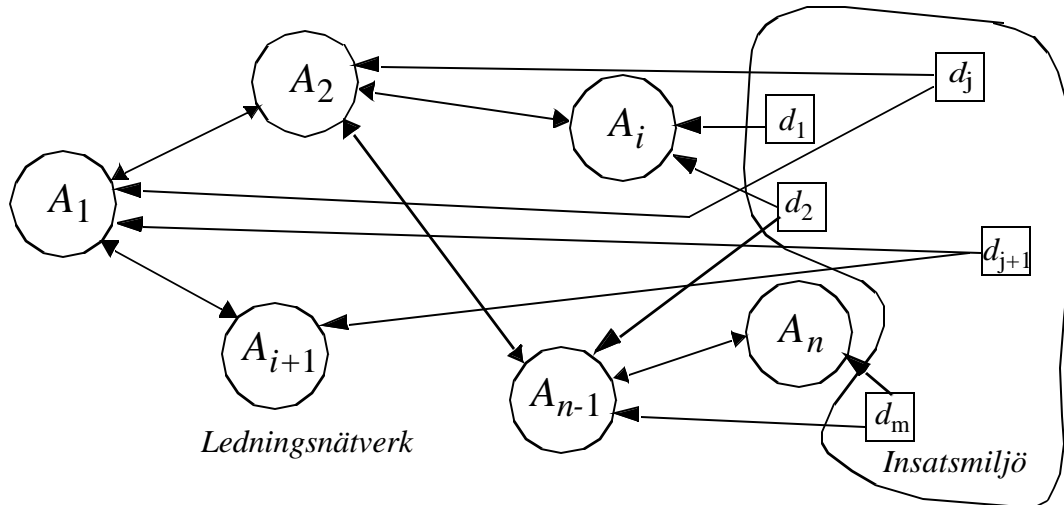 A₂
dⱼ
Aᵢ
d₁
A₁
d₂
dⱼ₊₁
Aₙ
Aᵢ₊₁
Aₙ₋₁
dₘ
Ledningsnätverk
Insatsmiljö